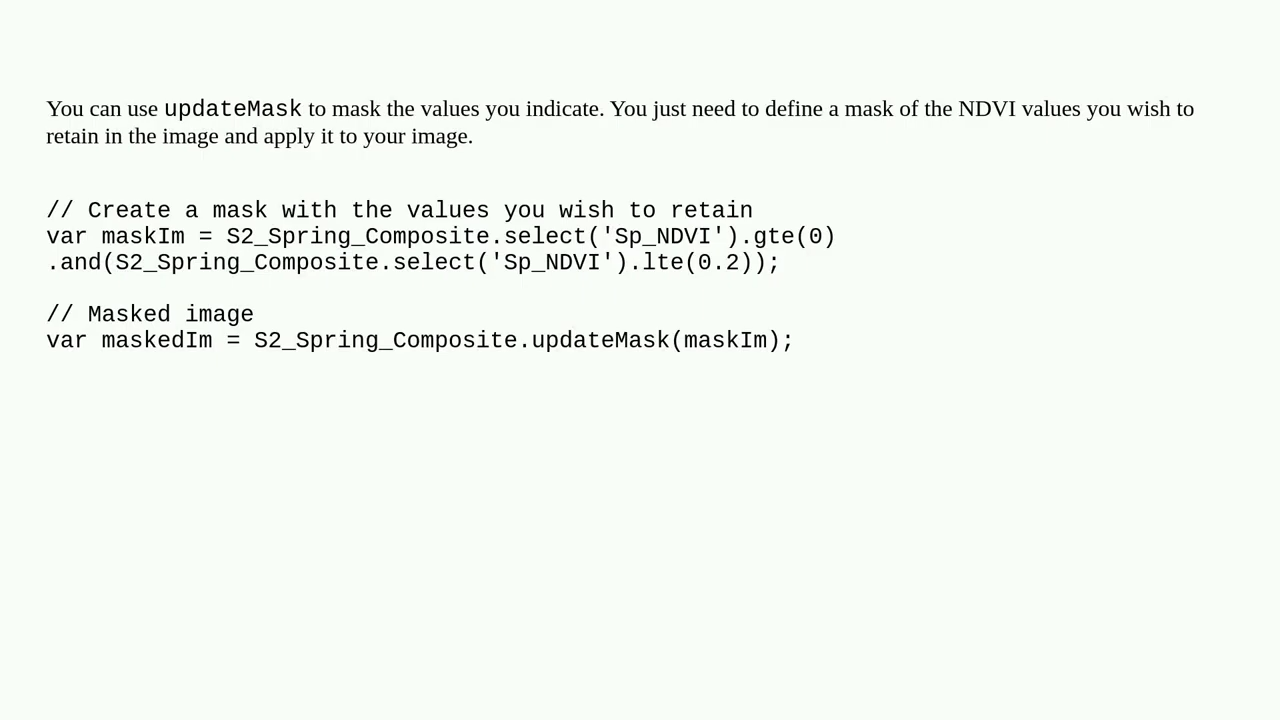 You can use updateMask to mask the values you indicate. You just need to define a mask of the NDVI values you wish to
retain in the image and apply it to your image.
// Create a mask with the values you wish to retain
var maskIm = S2_Spring_Composite.select('Sp_NDVI').gte(0)
.and(S2_Spring_Composite.select('Sp_NDVI').lte(0.2));
// Masked image
var maskedIm = S2_Spring_Composite.updateMask(maskIm);